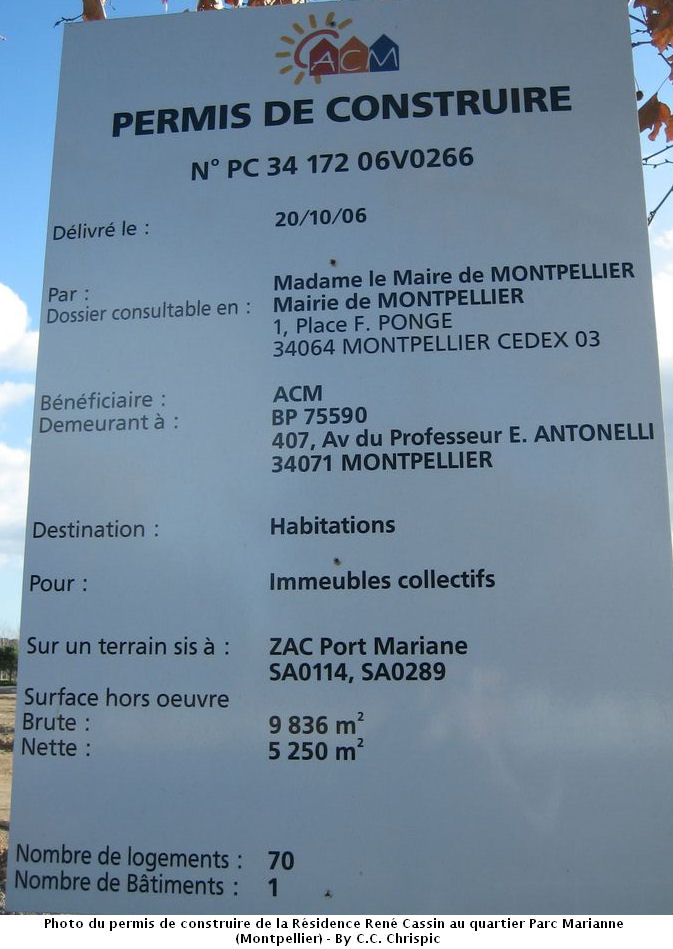 ACM
PERMIS DE CONSTRUIRE
N° PC 34 172 06V0266
Délivré le : 20/10/06
Par : Madame le Maire de MONTPELLIER
Dossier consultable en : Mairie de MONTPELLIER
1, Place F. PONGE
34064 MONTPELLIER CEDEX 03
Bénéficiaire : ACM
Demeurant à : BP 75590
407, Av du Professeur E. ANTONELLI
34071 MONTPELLIER
Destination : Habitations
Pour : Immeubles collectifs
Sur un terrain sis à : ZAC Port Mariane
SA0114, SA0289
Surface hors oeuvre
Brute : 9 836 m²
Nette : 5 250 m²
Nombre de logements : 70
Nombre de Bâtiments : 1
Photo du permis de construire de la Résidence René Cassin au quartier Parc Marianne
(Montpellier) - By C.C. Chrispic